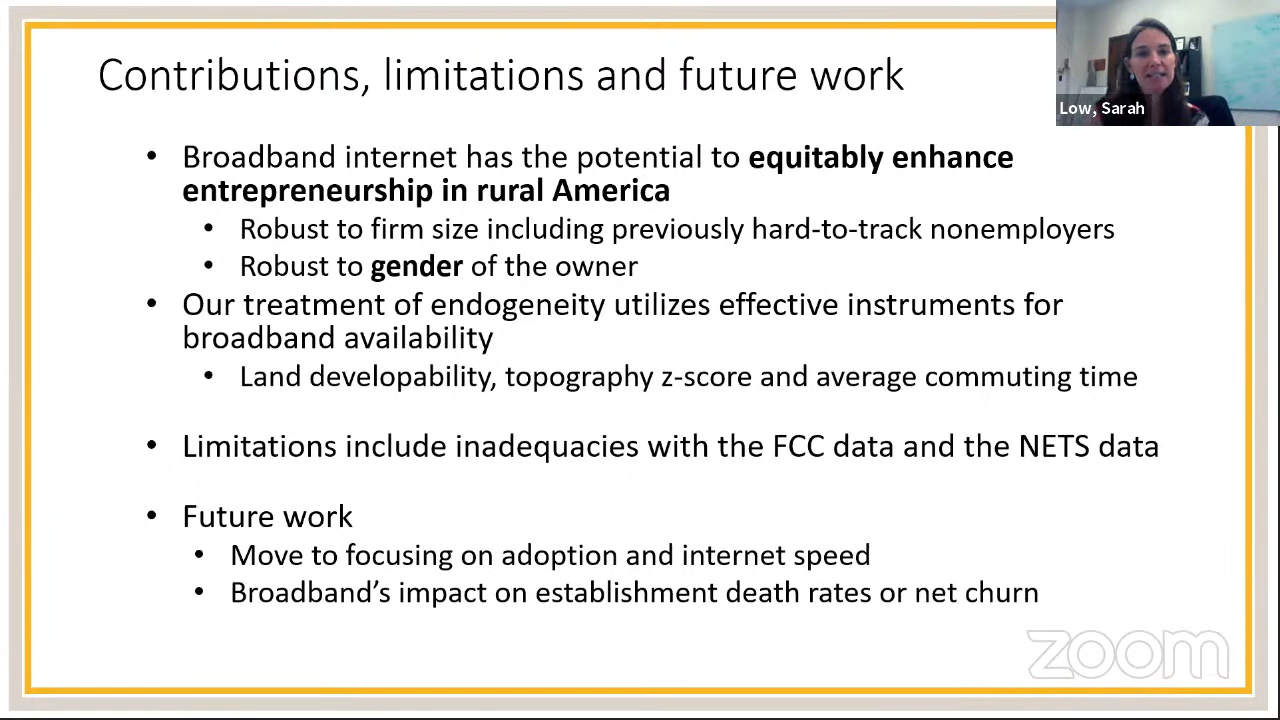 Contributions, limitations and future work
Low, Sarah
• Broadband internet has the potential to equitably enhance
entrepreneurship in rural America
• Robust to firm size including previously hard-to-track nonemployers
• Robust to gender of the owner
• Our treatment of endogeneity utilizes effective instruments for
broadband availability
• Land developability, topography z-score and average commuting time
• Limitations include inadequacies with the FCC data and the NETS data
• Future work
• Move to focusing on adoption and internet speed
• Broadband’s impact on establishment death rates or net churn
zoom